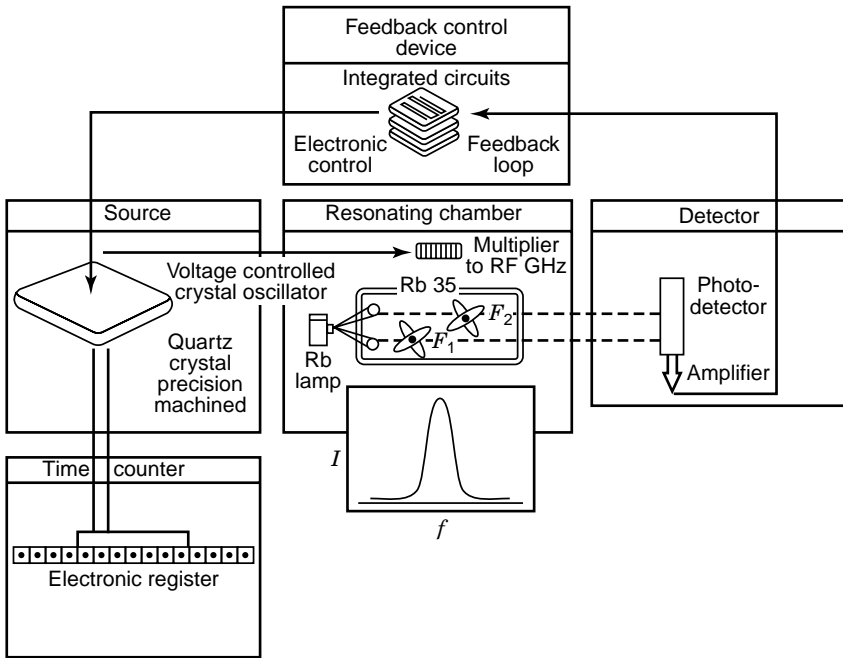 Feedback control
device
Integrated circuits
Electronic
control
Feedback
loop
Source
Resonating chamber
Detector
Voltage controlled
crystal oscillator
Multiplier
to RF GHz
Rb 35
F2
F1
Rb
lamp
Photo-
detector
Amplifier
Quartz
crystal
precision
machined
I
f
Time counter
Electronic register